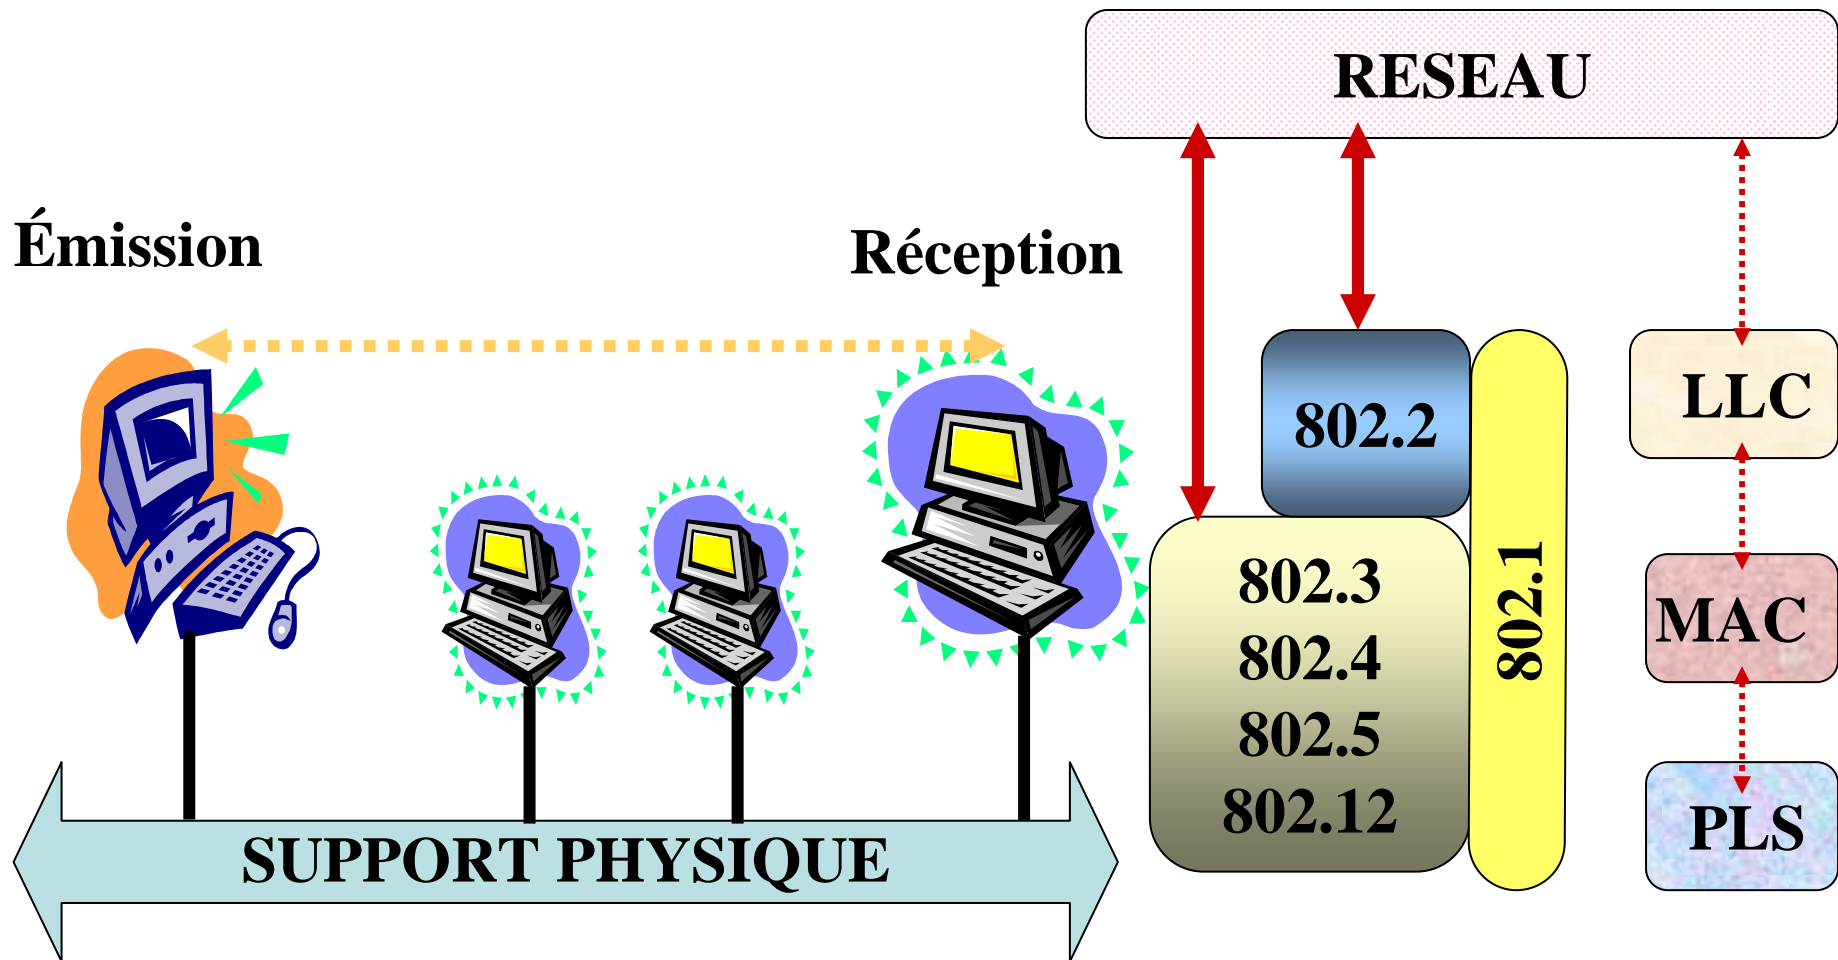 RESEAU
Émission
Réception
802.2
LLC
802.3
802.4
802.5
802.12
802.1
MAC
PLS
SUPPORT PHYSIQUE